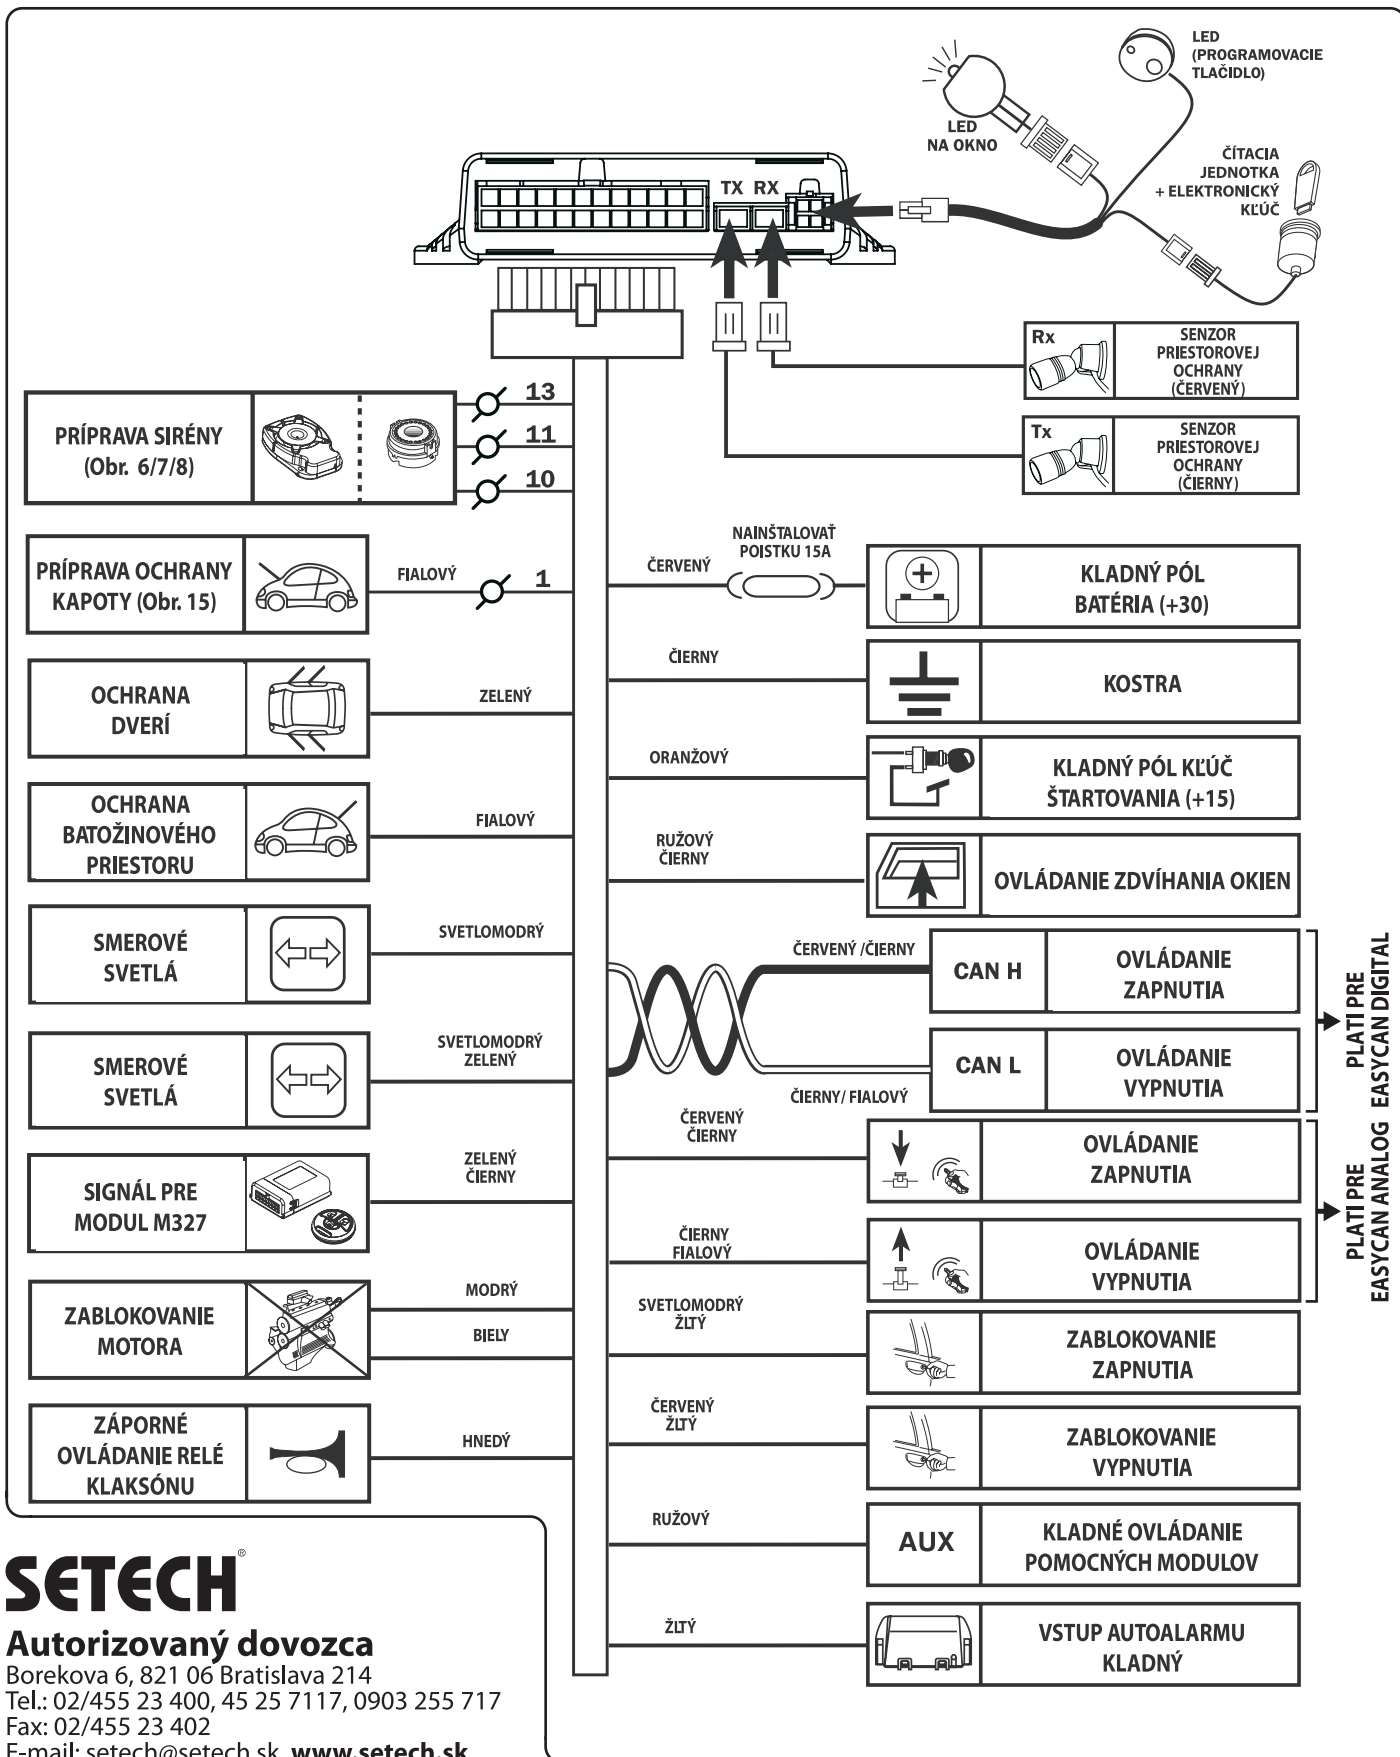 LED
(PROGRAMOVACIE
TLAČIDLO)
LED
NA OKNO
ČÍTACIA
JEDNOTKA
+ ELEKTRONICKÝ
KĽÚČ
TX RX
Rx
SENZOR
PRIESTOROVEJ
OCHRANY
(ČERVENÝ)
Tx
SENZOR
PRIESTOROVEJ
OCHRANY
(ČIERNY)
PRÍPRAVA SIRÉNY
(Obr. 6/7/8)
13
11
10
PRÍPRAVA OCHRANY
KAPOTY (Obr. 15)
FIALOVÝ
1
OCHRANA
DVERÍ
ZELENÝ
OCHRANA
BATOŽINOVÉHO
PRIESTORU
FIALOVÝ
SMEROVÉ
SVETLÁ
SVETLOMODRÝ
SMEROVÉ
SVETLÁ
SVETLOMODRÝ
ZELENÝ
SIGNÁL PRE
MODUL M327
ZELENÝ
ČIERNY
ZABLOKOVANIE
MOTORA
MODRÝ
BIELY
ZÁPORNÉ
OVLÁDANIE RELÉ
KLAKSÓNU
HNEDÝ
ČERVENÝ
NAINŠTALOVAŤ
POISTKU 15A
KLADNÝ PÓL
BATÉRIA (+30)
ČIERNY
KOSTRA
ORANŽOVÝ
KLADNÝ PÓL KĽÚČ
ŠTARTOVANIA (+15)
RUŽOVÝ
ČIERNY
OVLÁDANIE ZDVÍHANIA OKIEN
ČERVENÝ /ČIERNY
CAN H
OVLÁDANIE
ZAPNUTIA
CAN L
OVLÁDANIE
VYPNUTIA
ČIERNY/ FIALOVÝ
PLATI PRE
EASYCAN DIGITAL
ČERVENÝ
ČIERNY
OVLÁDANIE
ZAPNUTIA
ČIERNY
FIALOVÝ
OVLÁDANIE
VYPNUTIA
PLATI PRE
EASYCAN ANALOG
SVETLOMODRÝ
ŽLTÝ
ZABLOKOVANIE
ZAPNUTIA
ČERVENÝ
ŽLTÝ
ZABLOKOVANIE
VYPNUTIA
RUŽOVÝ
AUX
KLADNÉ OVLÁDANIE
POMOCNÝCH MODULOV
ŽLTÝ
VSTUP AUTOALARMU
KLADNÝ
SETECH®
Autorizovaný dovozca
Borekova 6, 821 06 Bratislava 214
Tel.: 02/455 23 400, 45 25 7117, 0903 255 717
Fax: 02/455 23 402
E-mail: setech@setech.sk, www.setech.sk